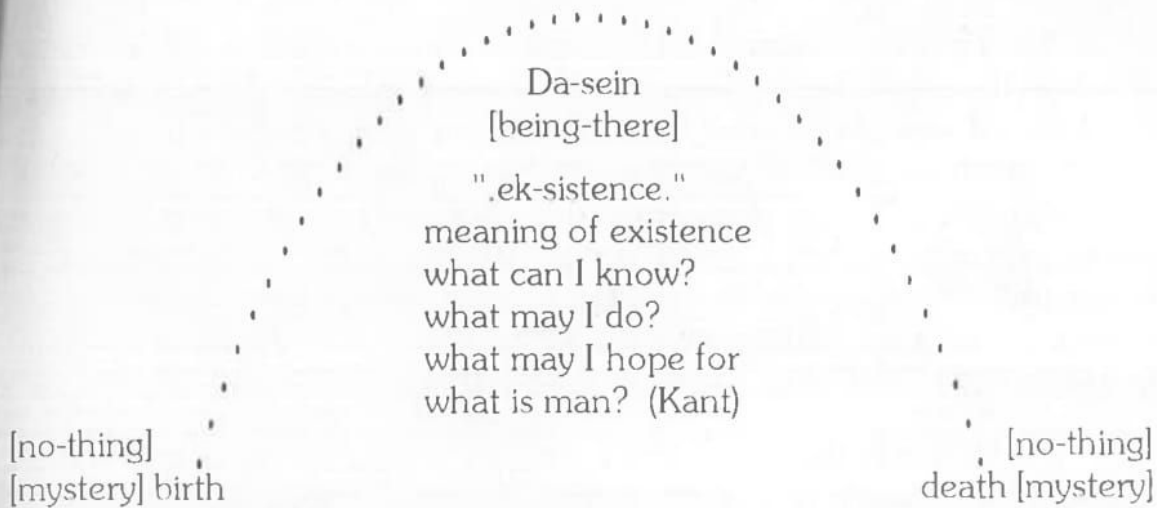 Da-sein
[being-there]
".ek-sistence."
meaning of existence
what can I know?
what may I do?
what may I hope for
what is man? (Kant)
[no-thing]
[mystery] birth
[no-thing]
death [mystery]